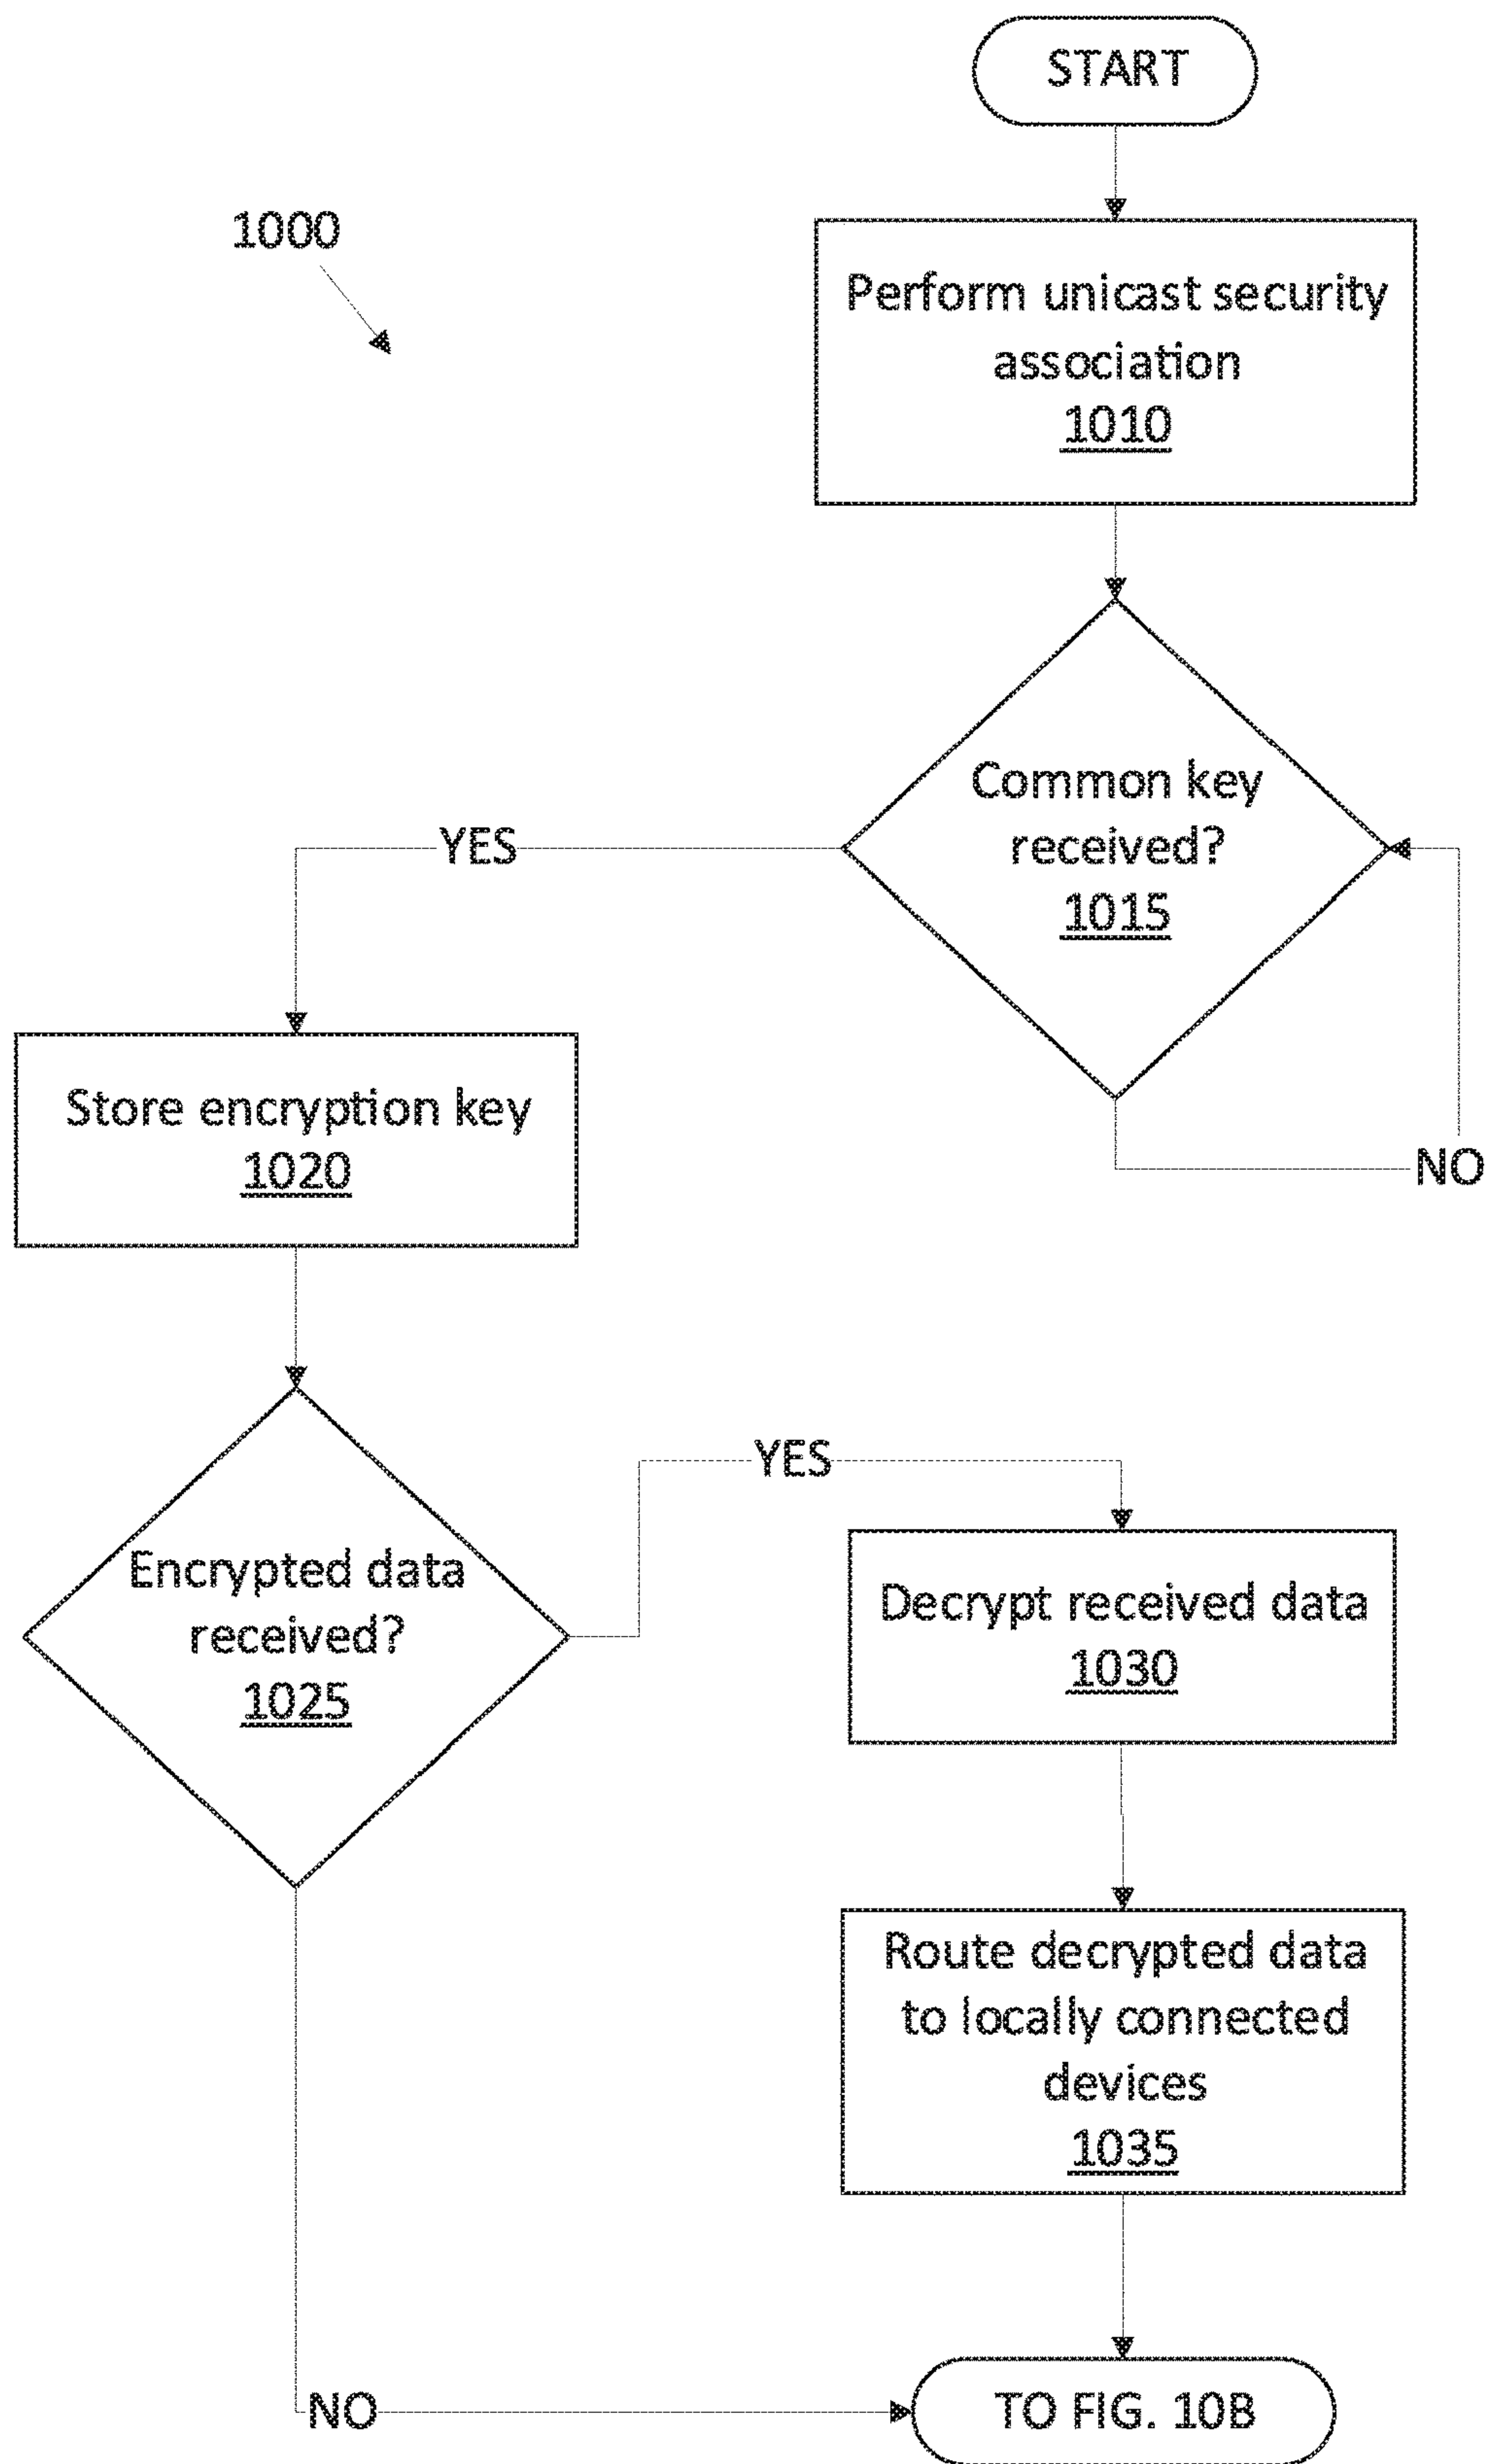 START
1000
Perform unicast security
association
1010
Common key
received?
1015
YES
NO
Store encryption key
1020
Encrypted data
received?
1025
YES
Decrypt received data
1030
Route decrypted data
to locally connected
devices
1035
NO
TO FIG. 10B